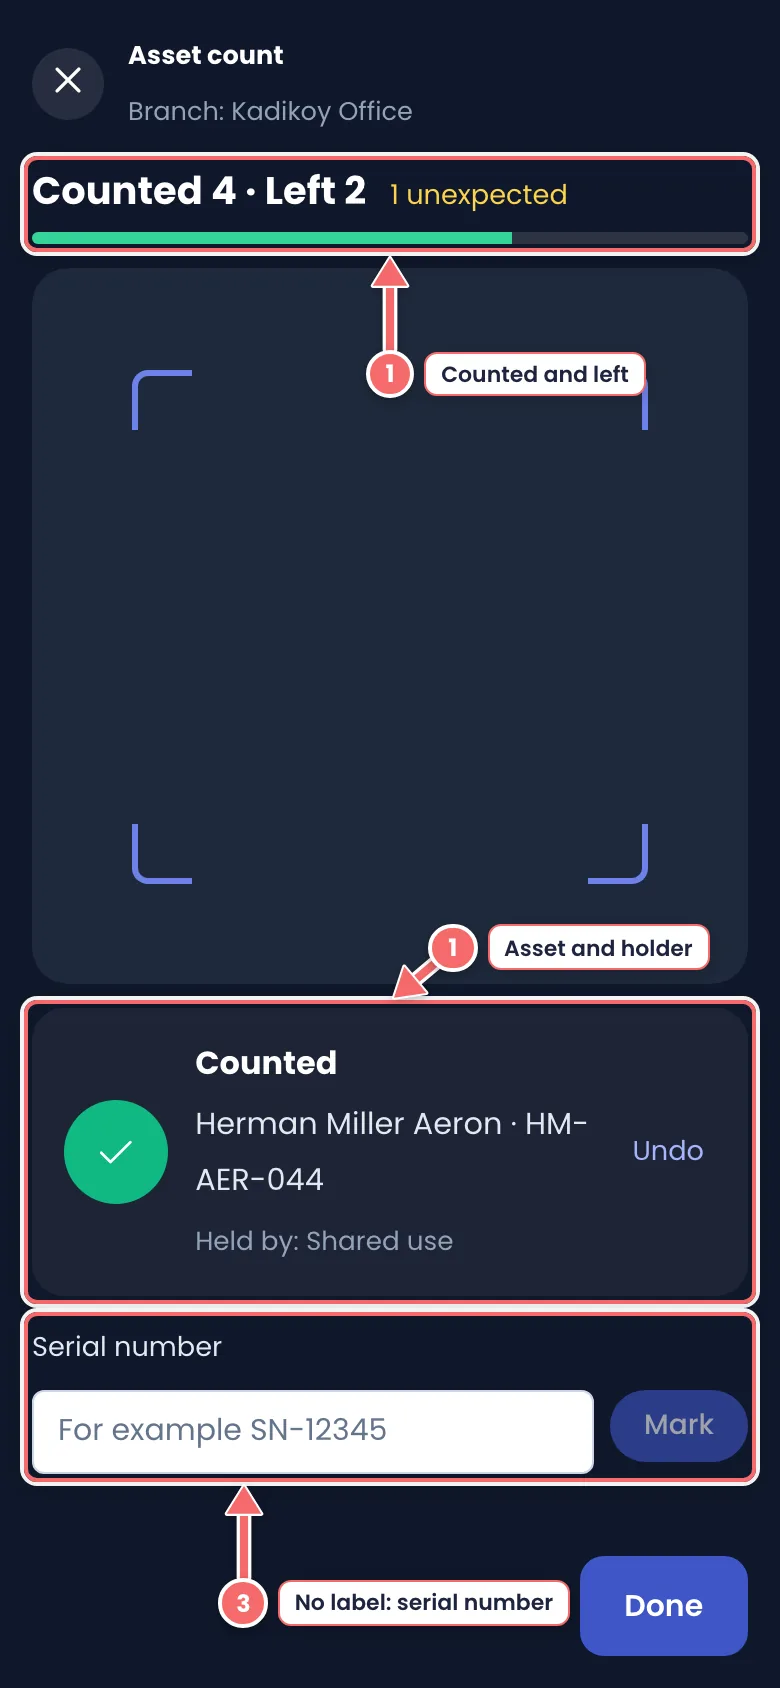 Asset count
Branch: Kadikoy Office
Counted 4 · Left 2 1 unexpected
1 Counted and left
1 Asset and holder
Counted
Herman Miller Aeron · HM-
AER-044
Undo
Held by: Shared use
Serial number
For example SN-12345
Mark
3 No label: serial number
Done